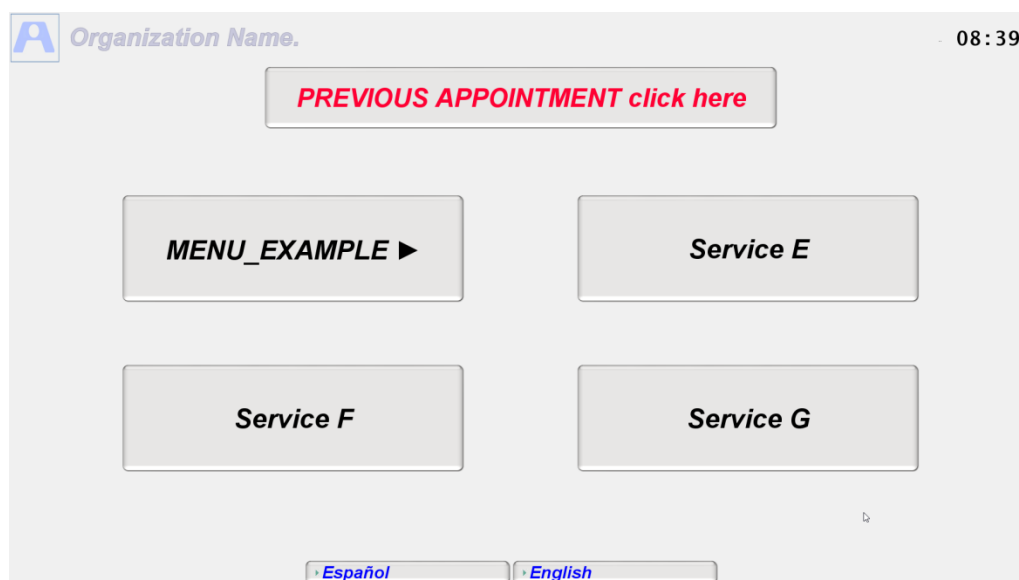 Organization Name.
08:39
PREVIOUS APPOINTMENT click here
MENU_EXAMPLE ►
Service E
Service F
Service G
Español
English